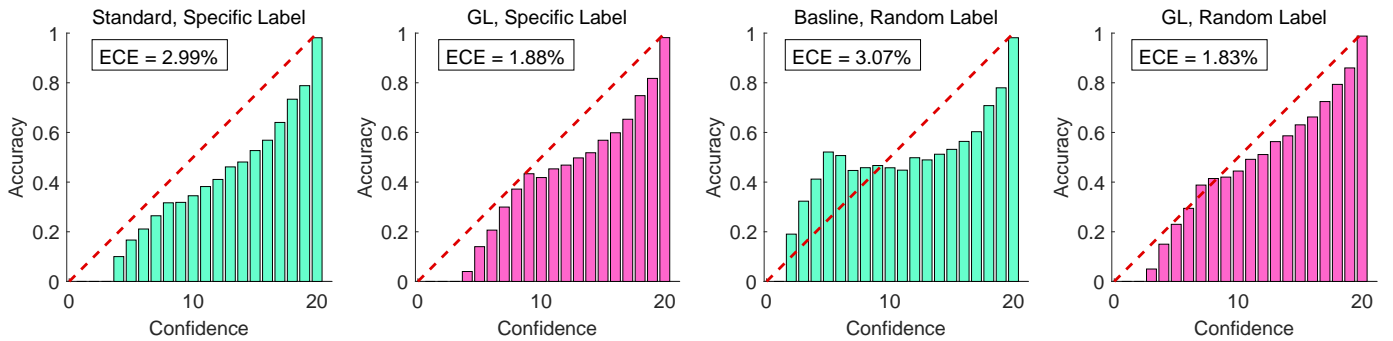 Standard, Specific Label
ECE = 2.99%
Accuracy
1
0.8
0.6
0.4
0.2
0
0 10 20
Confidence
GL, Specific Label
ECE = 1.88%
Accuracy
1
0.8
0.6
0.4
0.2
0
0 10 20
Confidence
Basline, Random Label
ECE = 3.07%
Accuracy
1
0.8
0.6
0.4
0.2
0
0 10 20
Confidence
GL, Random Label
ECE = 1.83%
Accuracy
1
0.8
0.6
0.4
0.2
0
0 10 20
Confidence